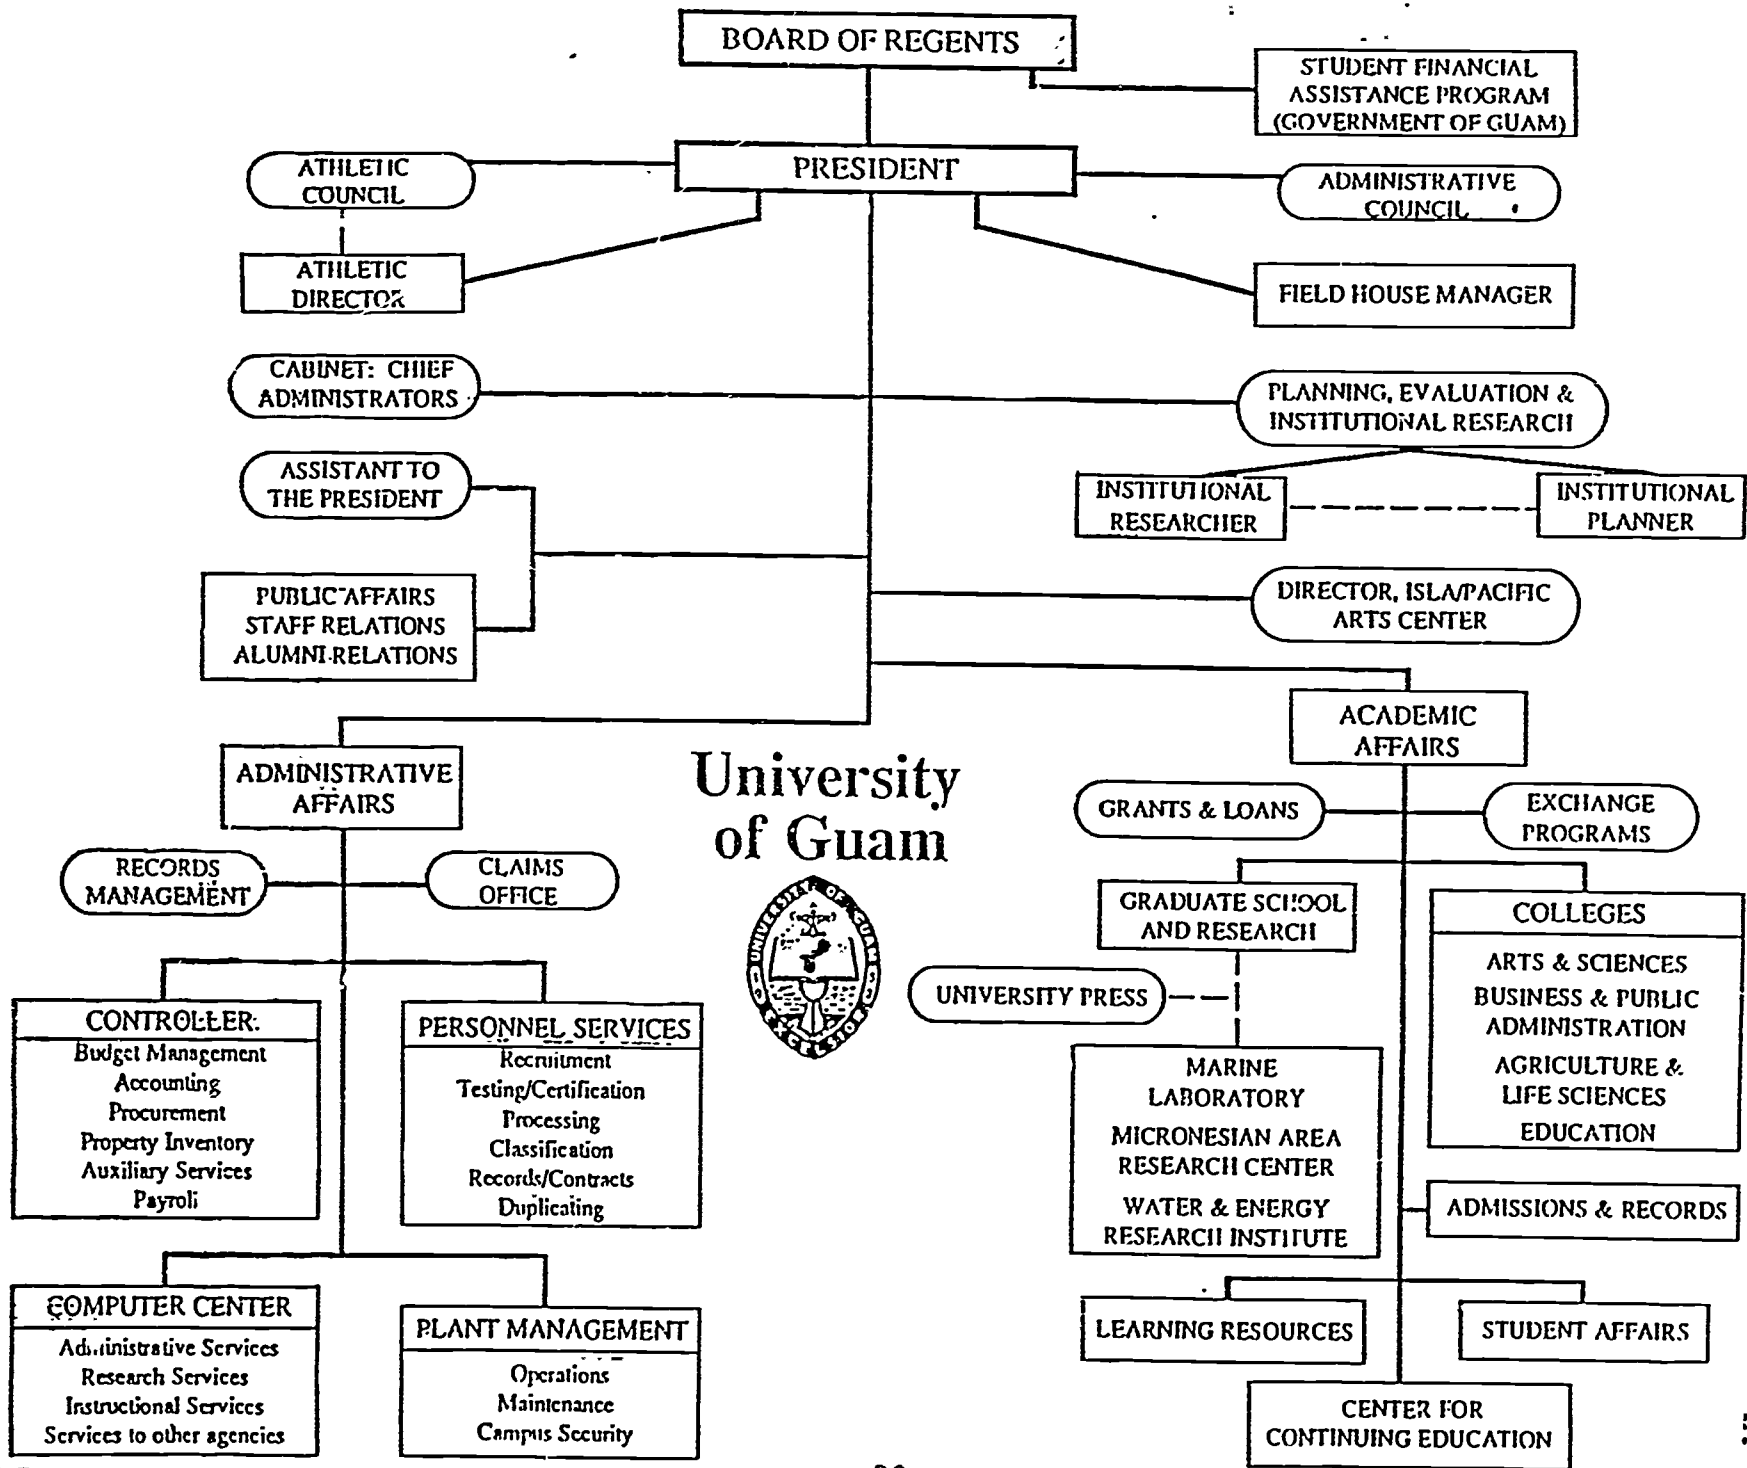 BOARD OF REGENTS
STUDENT FINANCIAL
ASSISTANCE PROGRAM
(GOVERNMENT OF GUAM)
PRESIDENT
ATHLETIC
COUNCIL
ADMINISTRATIVE
COUNCIL
ATHLETIC
DIRECTOR
FIELD HOUSE MANAGER
CABINET: CHIEF
ADMINISTRATORS
PLANNING, EVALUATION &
INSTITUTIONAL RESEARCH
ASSISTANT TO
THE PRESIDENT
INSTITUTIONAL
RESEARCHER
INSTITUTIONAL
PLANNER
PUBLIC AFFAIRS
STAFF RELATIONS
ALUMNI RELATIONS
DIRECTOR, ISLA/PACIFIC
ARTS CENTER
ACADEMIC
AFFAIRS
ADMINISTRATIVE
AFFAIRS
University
of Guam
UNIVERSITY OF GUAM
EXCELSIOR
GRANTS & LOANS
EXCHANGE
PROGRAMS
RECORDS
MANAGEMENT
CLAIMS
OFFICE
GRADUATE SCHOOL
AND RESEARCH
COLLEGES
ARTS & SCIENCES
BUSINESS & PUBLIC
ADMINISTRATION
AGRICULTURE &
LIFE SCIENCES
EDUCATION
UNIVERSITY PRESS
CONTROLLER
Budget Management
Accounting
Procurement
Property Inventory
Auxiliary Services
Payroll
PERSONNEL SERVICES
Recruitment
Testing/Certification
Processing
Classification
Records/Contracts
Duplicating
MARINE
LABORATORY
MICRONESIAN AREA
RESEARCH CENTER
WATER & ENERGY
RESEARCH INSTITUTE
ADMISSIONS & RECORDS
COMPUTER CENTER
Administrative Services
Research Services
Instructional Services
Services to other agencies
PLANT MANAGEMENT
Operations
Maintenance
Campus Security
LEARNING RESOURCES
STUDENT AFFAIRS
CENTER FOR
CONTINUING EDUCATION